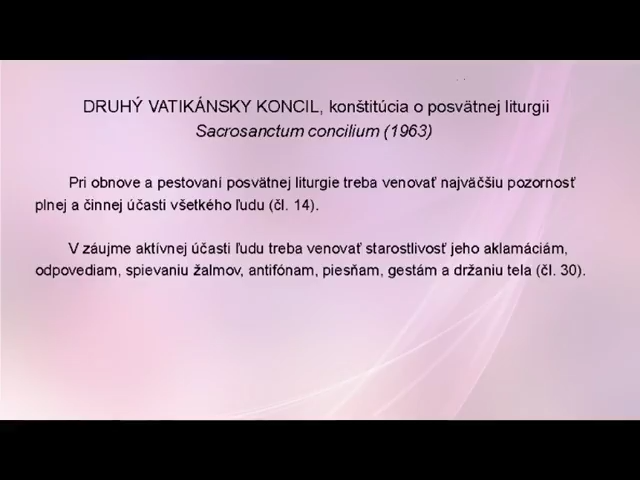 DRUHÝ VATIKÁNSKY KONCIL, konštitúcia o posvätnej liturgii
Sacrosanctum concilium (1963)
Pri obnove a pestovaní posvätnej liturgie treba venovať najväčšiu pozornosť
plnej a činnej účasti všetkého ľudu (čl. 14).
V záujme aktívnej účasti ľudu treba venovať starostlivosť jeho aklamáciám,
odpovediam, spievaniu žalmov, antifónam, piesňam, gestám a držaniu tela (čl. 30).